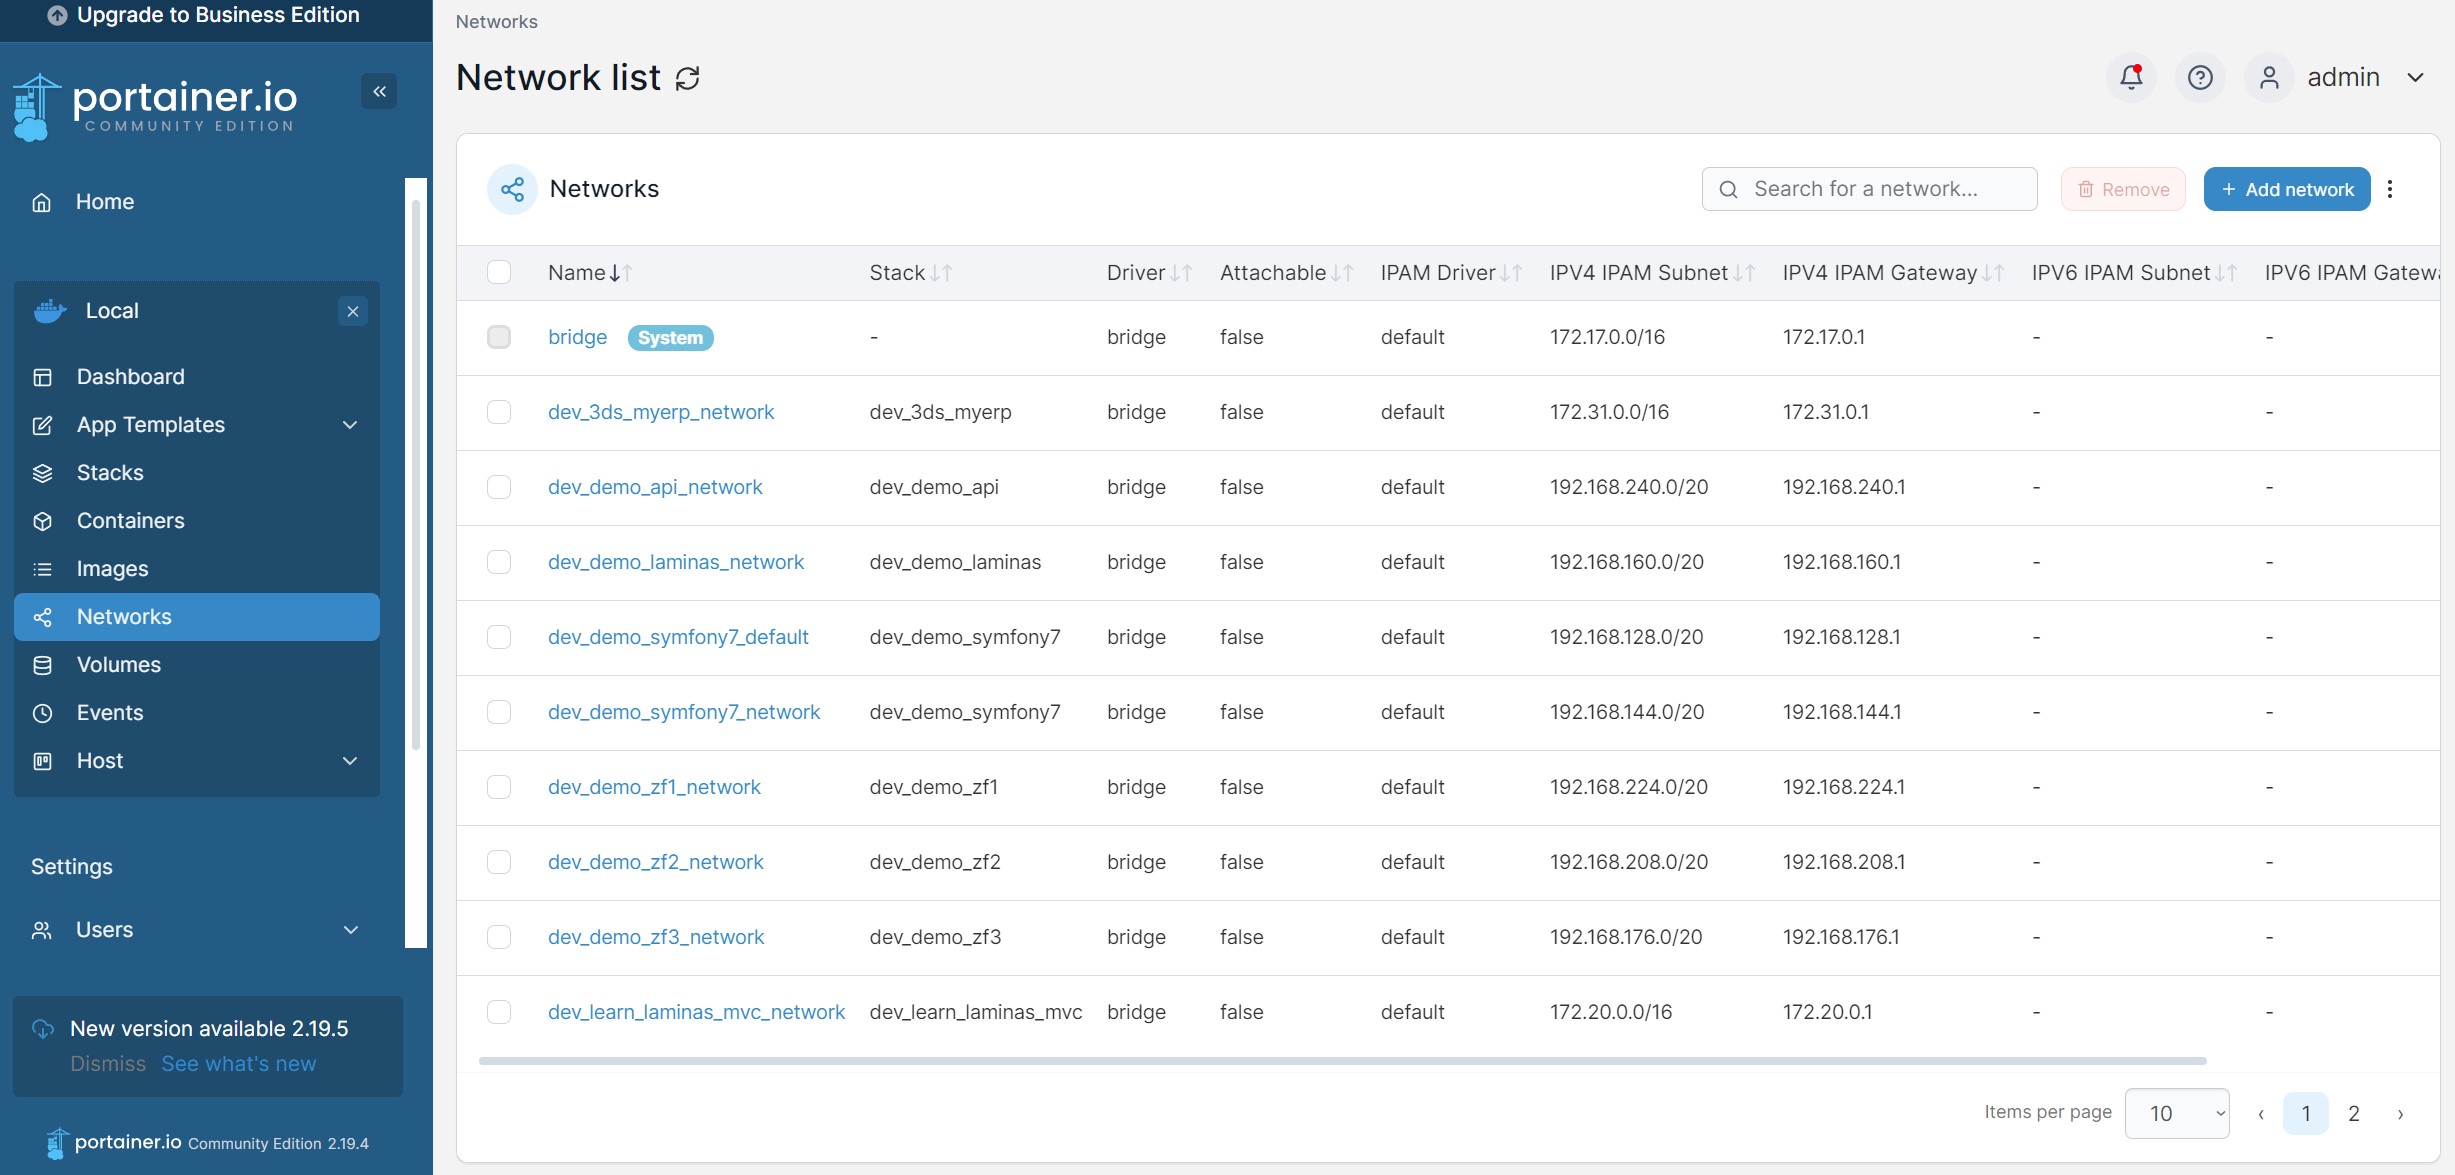 Upgrade to Business Edition
portainer.io
COMMUNITY EDITION
Home
Local
Dashboard
App Templates
Stacks
Containers
Images
Networks
Volumes
Events
Host
Settings
Users
New version available 2.19.5
Dismiss See what's new
portainer.io Community Edition 2.19.4
Networks
Network list
admin
Networks
Search for a network...
Remove
+ Add network
Name Stack Driver Attachable IPAM Driver IPV4 IPAM Subnet IPV4 IPAM Gateway IPV6 IPAM Subnet IPV6 IPAM Gatew
bridge System - bridge false default 172.17.0.0/16 172.17.0.1 - -
dev_3ds_myerp_network dev_3ds_myerp bridge false default 172.31.0.0/16 172.31.0.1 - -
dev_demo_api_network dev_demo_api bridge false default 192.168.240.0/20 192.168.240.1 - -
dev_demo_laminas_network dev_demo_laminas bridge false default 192.168.160.0/20 192.168.160.1 - -
dev_demo_symfony7_default dev_demo_symfony7 bridge false default 192.168.128.0/20 192.168.128.1 - -
dev_demo_symfony7_network dev_demo_symfony7 bridge false default 192.168.144.0/20 192.168.144.1 - -
dev_demo_zf1_network dev_demo_zf1 bridge false default 192.168.224.0/20 192.168.224.1 - -
dev_demo_zf2_network dev_demo_zf2 bridge false default 192.168.208.0/20 192.168.208.1 - -
dev_demo_zf3_network dev_demo_zf3 bridge false default 192.168.176.0/20 192.168.176.1 - -
dev_learn_laminas_mvc_network dev_learn_laminas_mvc bridge false default 172.20.0.0/16 172.20.0.1 - -
Items per page 10 ‹ 1 2 ›